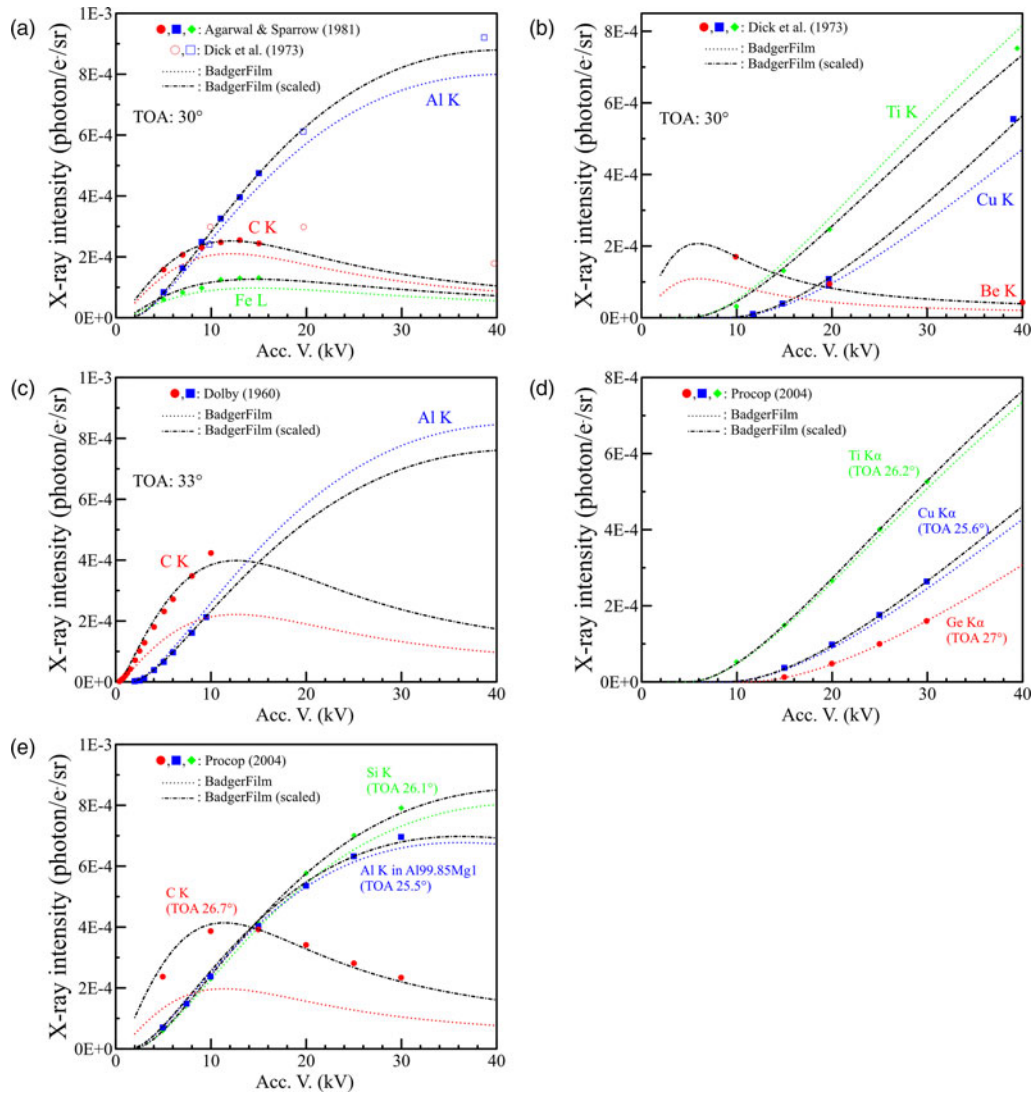 (a)
X-ray intensity (photon/e-/sr)
1E-3
8E-4
6E-4
4E-4
2E-4
0E+0
: Agarwal & Sparrow (1981)
: Dick et al. (1973)
: BadgerFilm
: BadgerFilm (scaled)
TOA: 30°
Al K
C K
Fe L
0 10 20 30 40
Acc. V. (kV)
(b)
X-ray intensity (photon/e-/sr)
8E-4
6E-4
4E-4
2E-4
0E+0
: Dick et al. (1973)
: BadgerFilm
: BadgerFilm (scaled)
TOA: 30°
Ti K
Cu K
Be K
0 10 20 30 40
Acc. V. (kV)
(c)
X-ray intensity (photon/e-/sr)
1E-3
8E-4
6E-4
4E-4
2E-4
0E+0
: Dolby (1960)
: BadgerFilm
: BadgerFilm (scaled)
TOA: 33°
Al K
C K
0 10 20 30 40
Acc. V. (kV)
(d)
X-ray intensity (photon/e-/sr)
8E-4
6E-4
4E-4
2E-4
0E+0
: Procop (2004)
: BadgerFilm
: BadgerFilm (scaled)
Ti Kα
(TOA 26.2°)
Cu Kα
(TOA 25.6°)
Ge Kα
(TOA 27°)
0 10 20 30 40
Acc. V. (kV)
(e)
X-ray intensity (photon/e-/sr)
1E-3
8E-4
6E-4
4E-4
2E-4
0E+0
: Procop (2004)
: BadgerFilm
: BadgerFilm (scaled)
Si K
(TOA 26.1°)
Al K in Al99.85Mg1
(TOA 25.5°)
C K
(TOA 26.7°)
0 10 20 30 40
Acc. V. (kV)